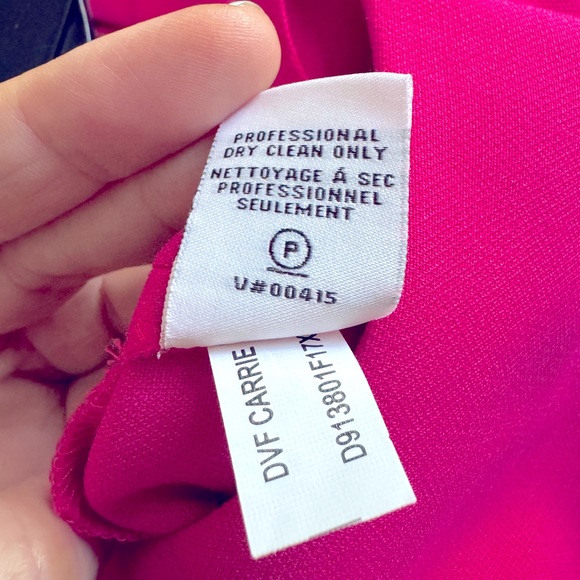 PROFESSIONAL
DRY CLEAN ONLY
NETTOYAGE À SEC
PROFESSIONNEL
SEULEMENT
P
V#00415
DVF CARRIE
D913801F17X